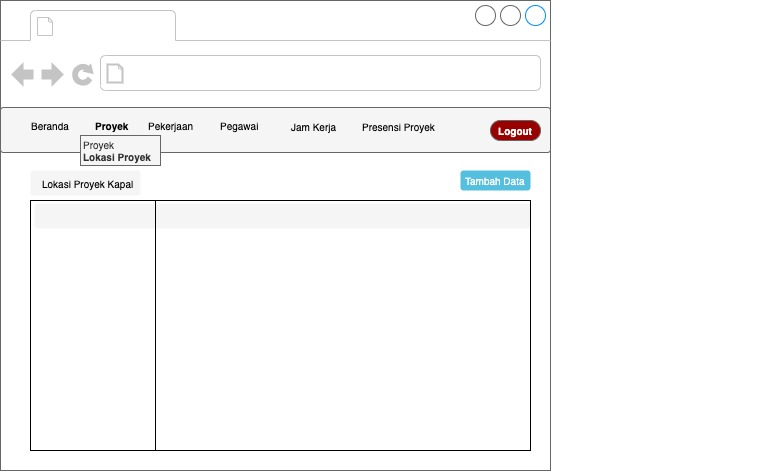 Beranda Proyek Pekerjaan Pegawai Jam Kerja Presensi Proyek Logout
Proyek
Lokasi Proyek
Lokasi Proyek Kapal Tambah Data